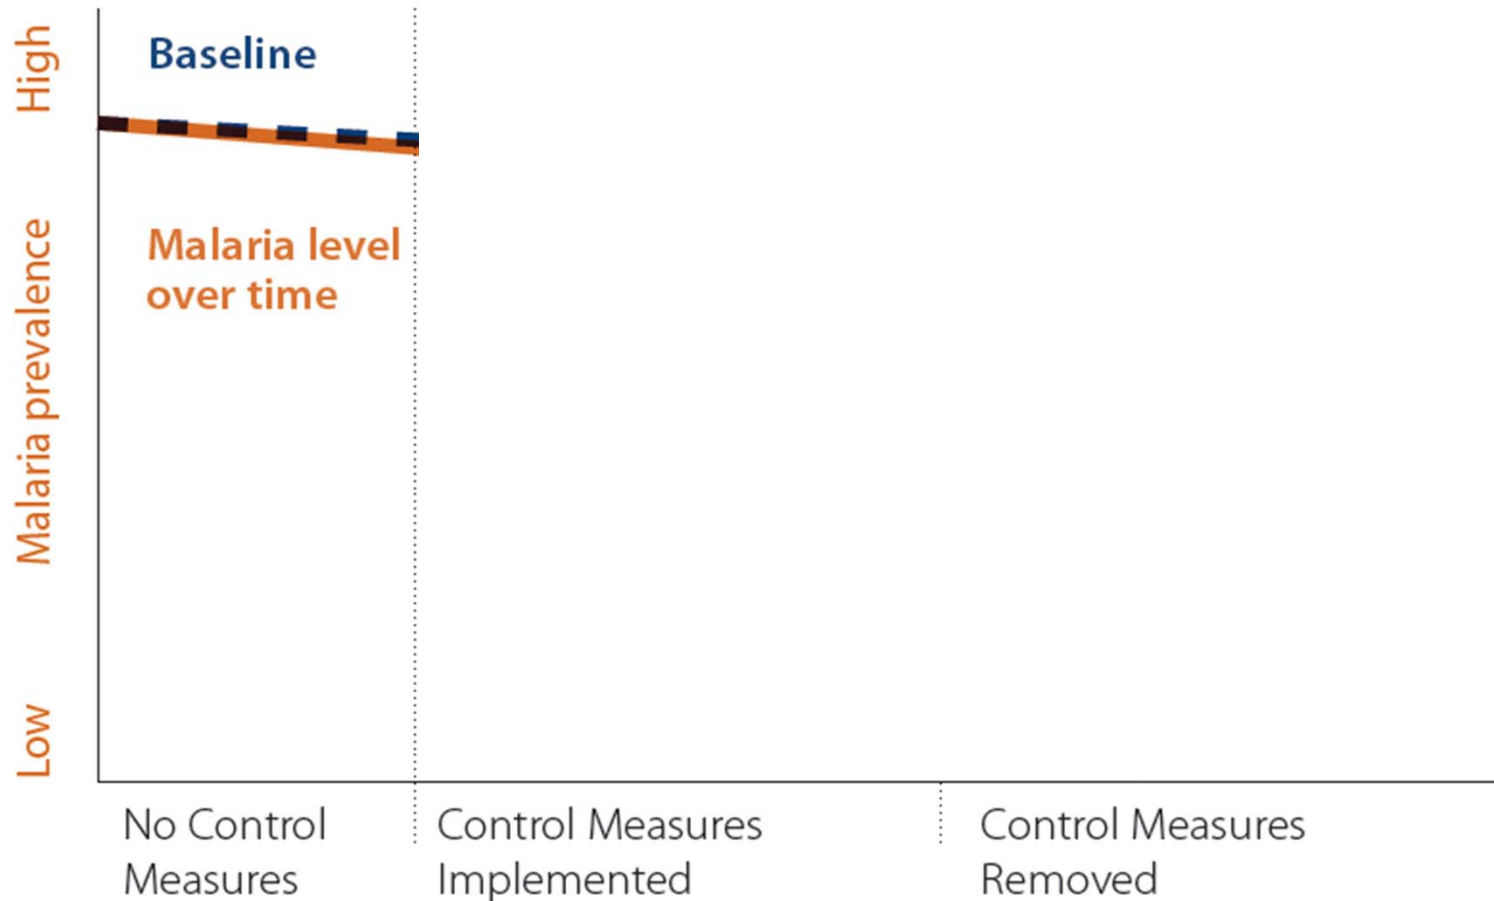 High
Malaria prevalence
Low
Baseline
Malaria level
over time
No Control
Measures
Control Measures
Implemented
Control Measures
Removed